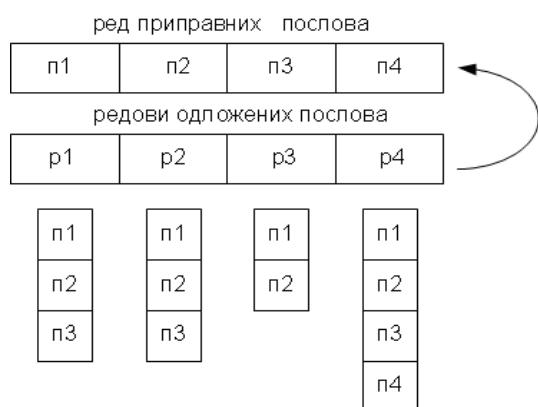 ред приправних послова
п1 п2 п3 п4
редови одложених послова
р1 р2 р3 р4
п1 п1 п1 п1
п2 п2 п2 п2
п3 п3 п3
п4